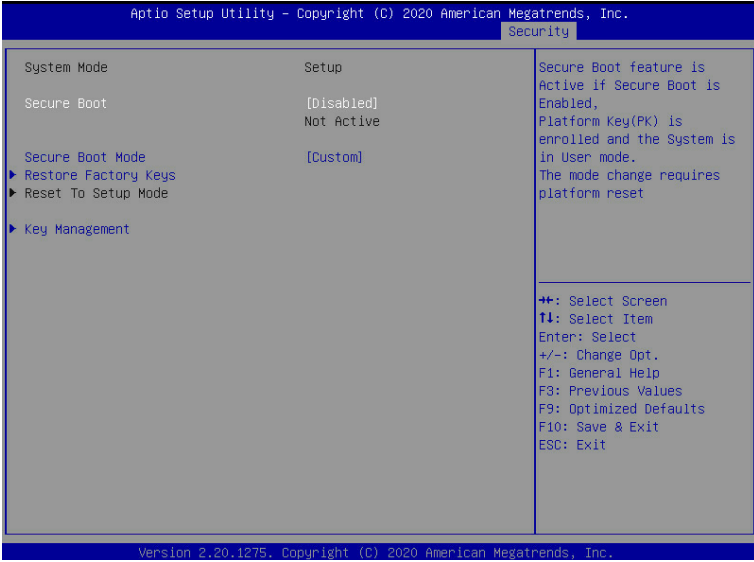 Aptio Setup Utility – Copyright (C) 2020 American Megatrends, Inc.
Security
System Mode Setup
Secure Boot [Disabled]
Not Active
Secure Boot Mode [Custom]
▶ Restore Factory Keys
▶ Reset To Setup Mode
▶ Key Management
Secure Boot feature is
Active if Secure Boot is
Enabled,
Platform Key(PK) is
enrolled and the System is
in User mode.
The mode change requires
platform reset
→←: Select Screen
↑↓: Select Item
Enter: Select
+/-: Change Opt.
F1: General Help
F3: Previous Values
F9: Optimized Defaults
F10: Save & Exit
ESC: Exit
Version 2.20.1275. Copyright (C) 2020 American Megatrends, Inc.